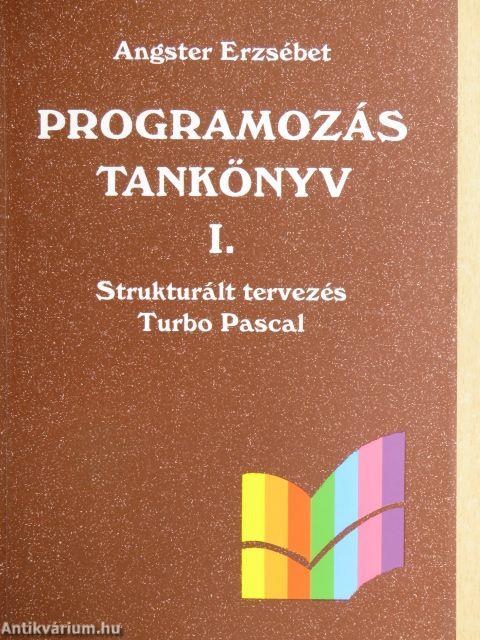 Angster Erzsébet
PROGRAMOZÁS
TANKÖNYV
I.
Strukturált tervezés
Turbo Pascal
Antikvárium.hu